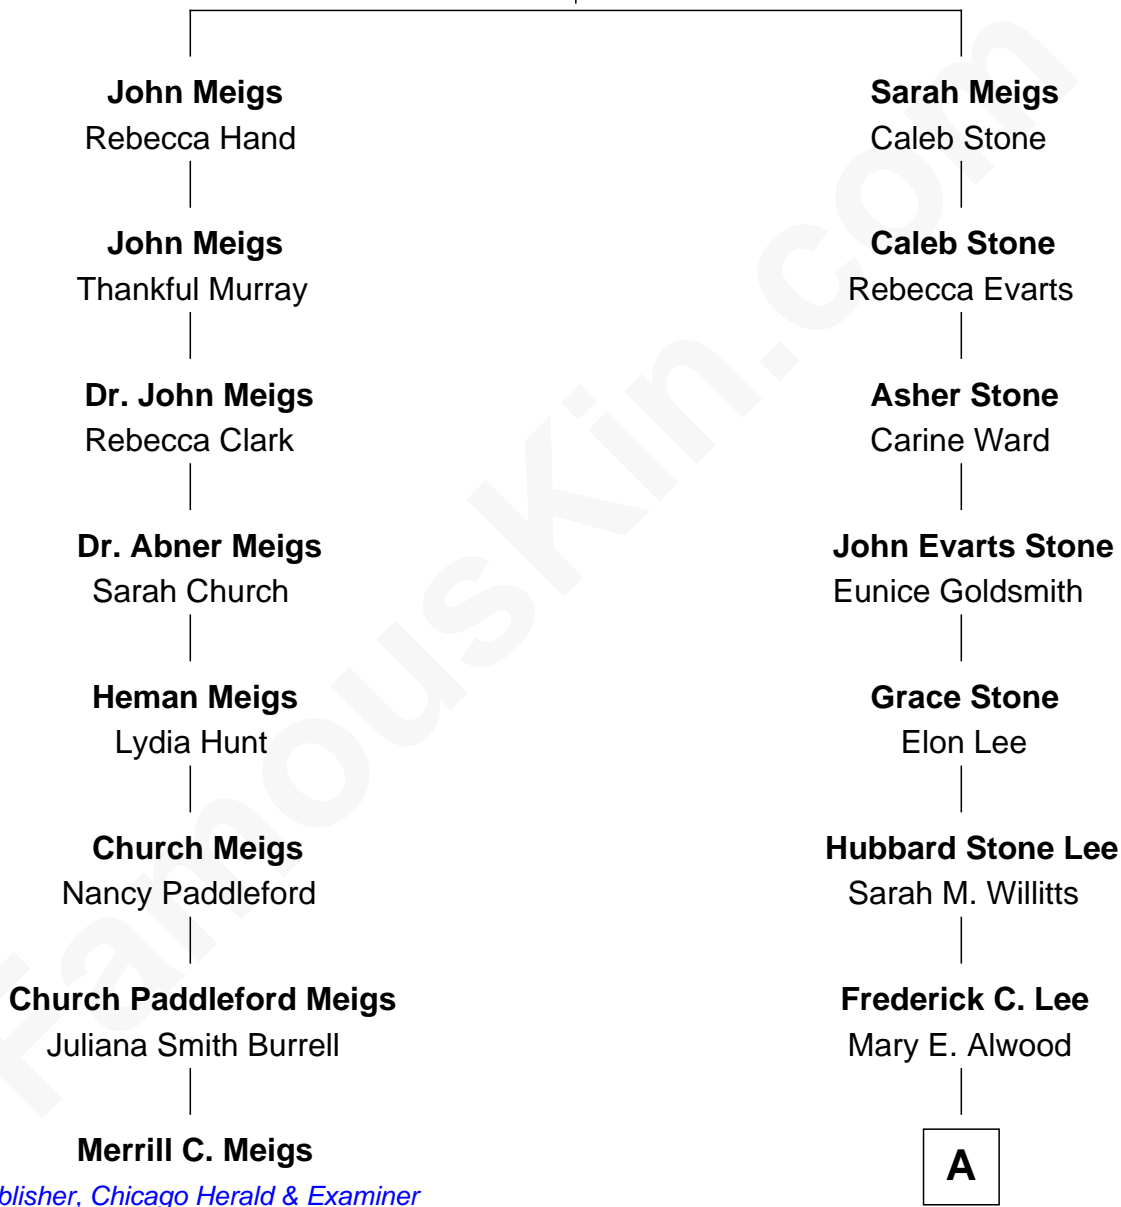 John Meigs
Rebecca Hand
John Meigs
Thankful Murray
Dr. John Meigs
Rebecca Clark
Dr. Abner Meigs
Sarah Church
Heman Meigs
Lydia Hunt
Church Meigs
Nancy Paddleford
Church Paddleford Meigs
Juliana Smith Burrell
Merrill C. Meigs
blisher, Chicago Herald & Examiner
Sarah Meigs
Caleb Stone
Caleb Stone
Rebecca Evarts
Asher Stone
Carine Ward
John Evarts Stone
Eunice Goldsmith
Grace Stone
Elon Lee
Hubbard Stone Lee
Sarah M. Willitts
Frederick C. Lee
Mary E. Alwood
A
FamousKin.com